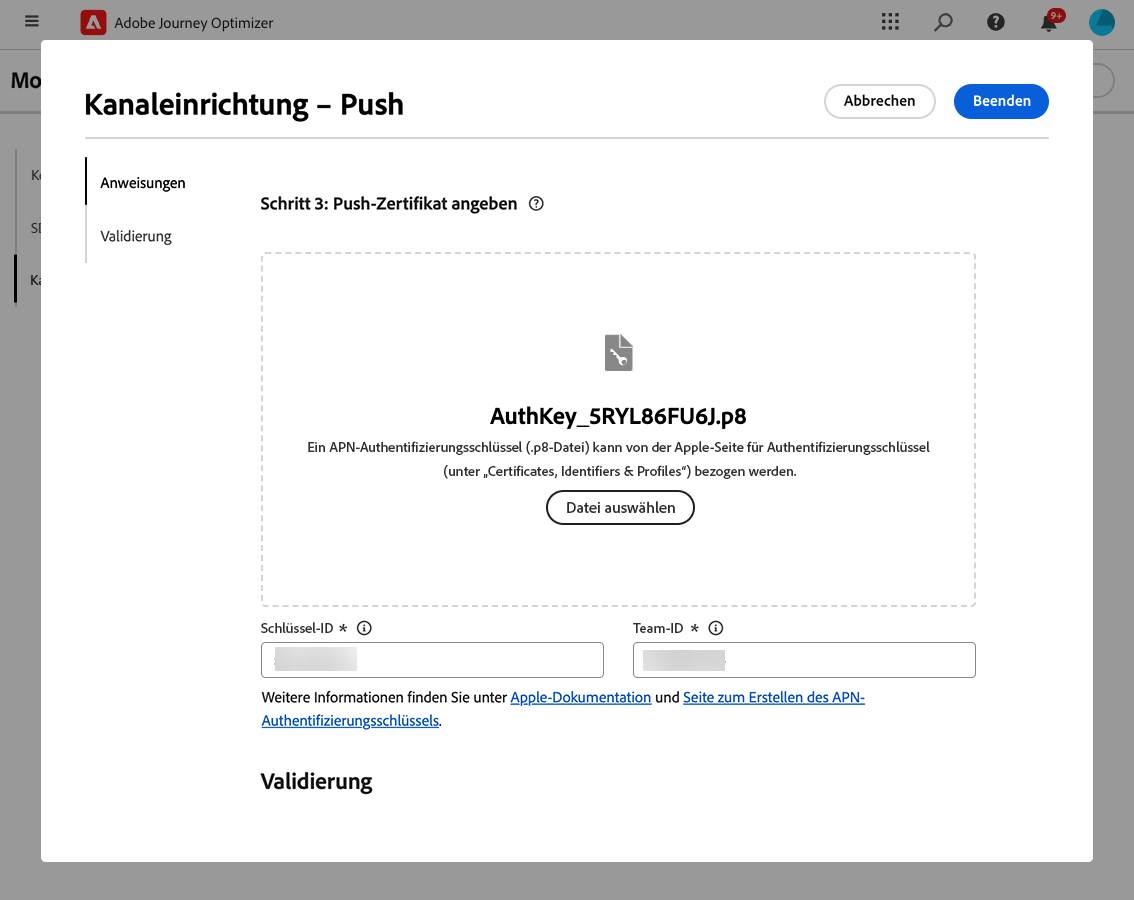 Adobe Journey Optimizer
9+
Mo
Kanaleinrichtung – Push
Abbrechen
Beenden
Anweisungen
Validierung
Schritt 3: Push-Zertifikat angeben
AuthKey_5RYL86FU6J.p8
Ein APN-Authentifizierungsschlüssel (.p8-Datei) kann von der Apple-Seite für Authentifizierungsschlüssel
(unter „Certificates, Identifiers & Profiles“) bezogen werden.
Datei auswählen
Schlüssel-ID *
Team-ID *
Weitere Informationen finden Sie unter Apple-Dokumentation und Seite zum Erstellen des APN-
Authentifizierungsschlüssels.
Validierung